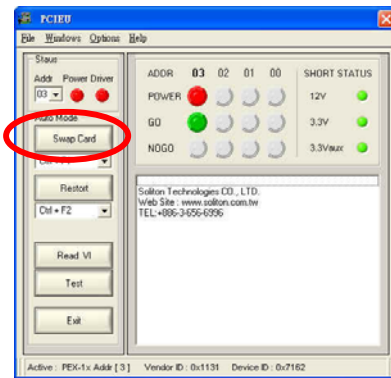 PCIEU
File Windows Options Help
Staus
Addr Power Driver
03
Auto Mode
Swap Card
Ctrl + F1
Restort
Ctrl + F2
Read VI
Test
Exit
ADDR 03 02 01 00 SHORT STATUS
POWER 12V
GO 3.3V
NOGO 3.3Vaux
Soliton Technologies CO., LTD.
Web Site : www.soliton.com.tw
TEL:+886-3-656-6996
Active : PEX-1x Addr [ 3 ] Vendor ID : 0x1131 Device ID : 0x7162